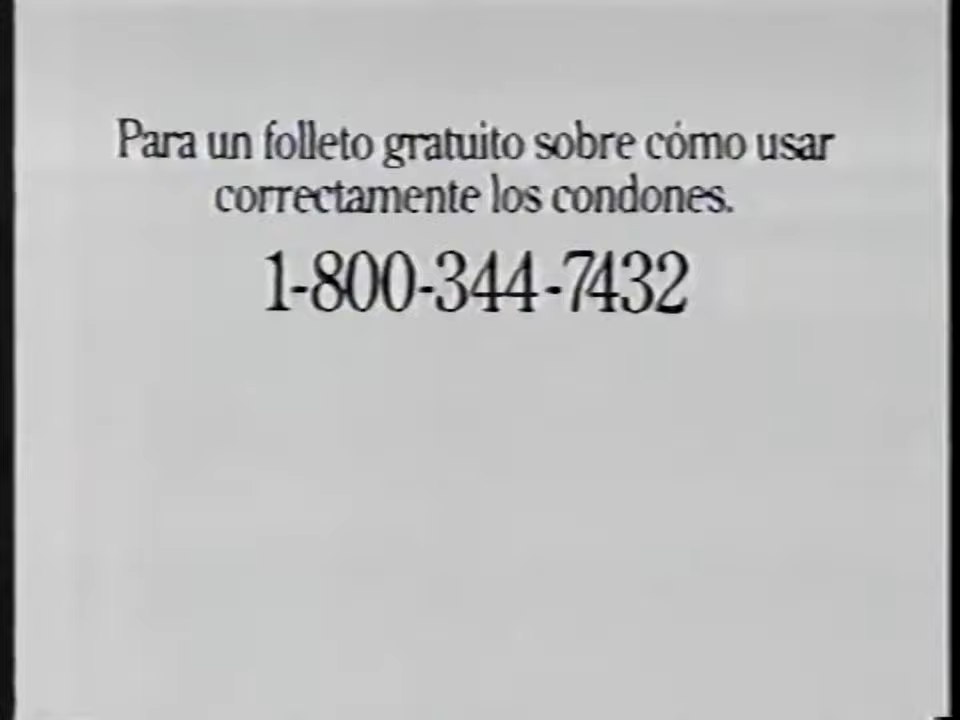 Para un folleto gratuito sobre cómo usar
correctamente los condones.
1-800-344-7432